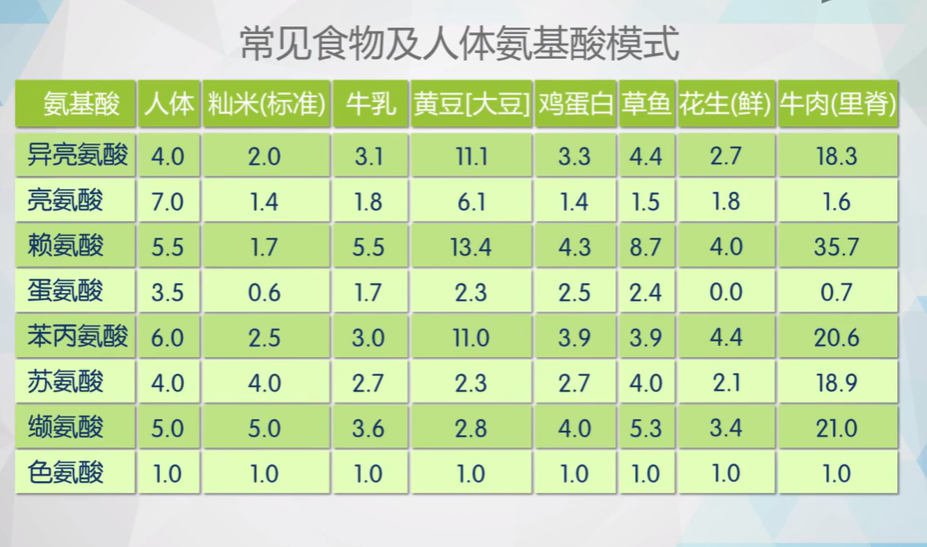 常见食物及人体氨基酸模式
氨基酸 人体 籼米(标准) 牛乳 黄豆[大豆] 鸡蛋白 草鱼 花生(鲜) 牛肉(里脊)
异亮氨酸 4.0 2.0 3.1 11.1 3.3 4.4 2.7 18.3
亮氨酸 7.0 1.4 1.8 6.1 1.4 1.5 1.8 1.6
赖氨酸 5.5 1.7 5.5 13.4 4.3 8.7 4.0 35.7
蛋氨酸 3.5 0.6 1.7 2.3 2.5 2.4 0.0 0.7
苯丙氨酸 6.0 2.5 3.0 11.0 3.9 3.9 4.4 20.6
苏氨酸 4.0 4.0 2.7 2.3 2.7 4.0 2.1 18.9
缬氨酸 5.0 5.0 3.6 2.8 4.0 5.3 3.4 21.0
色氨酸 1.0 1.0 1.0 1.0 1.0 1.0 1.0 1.0